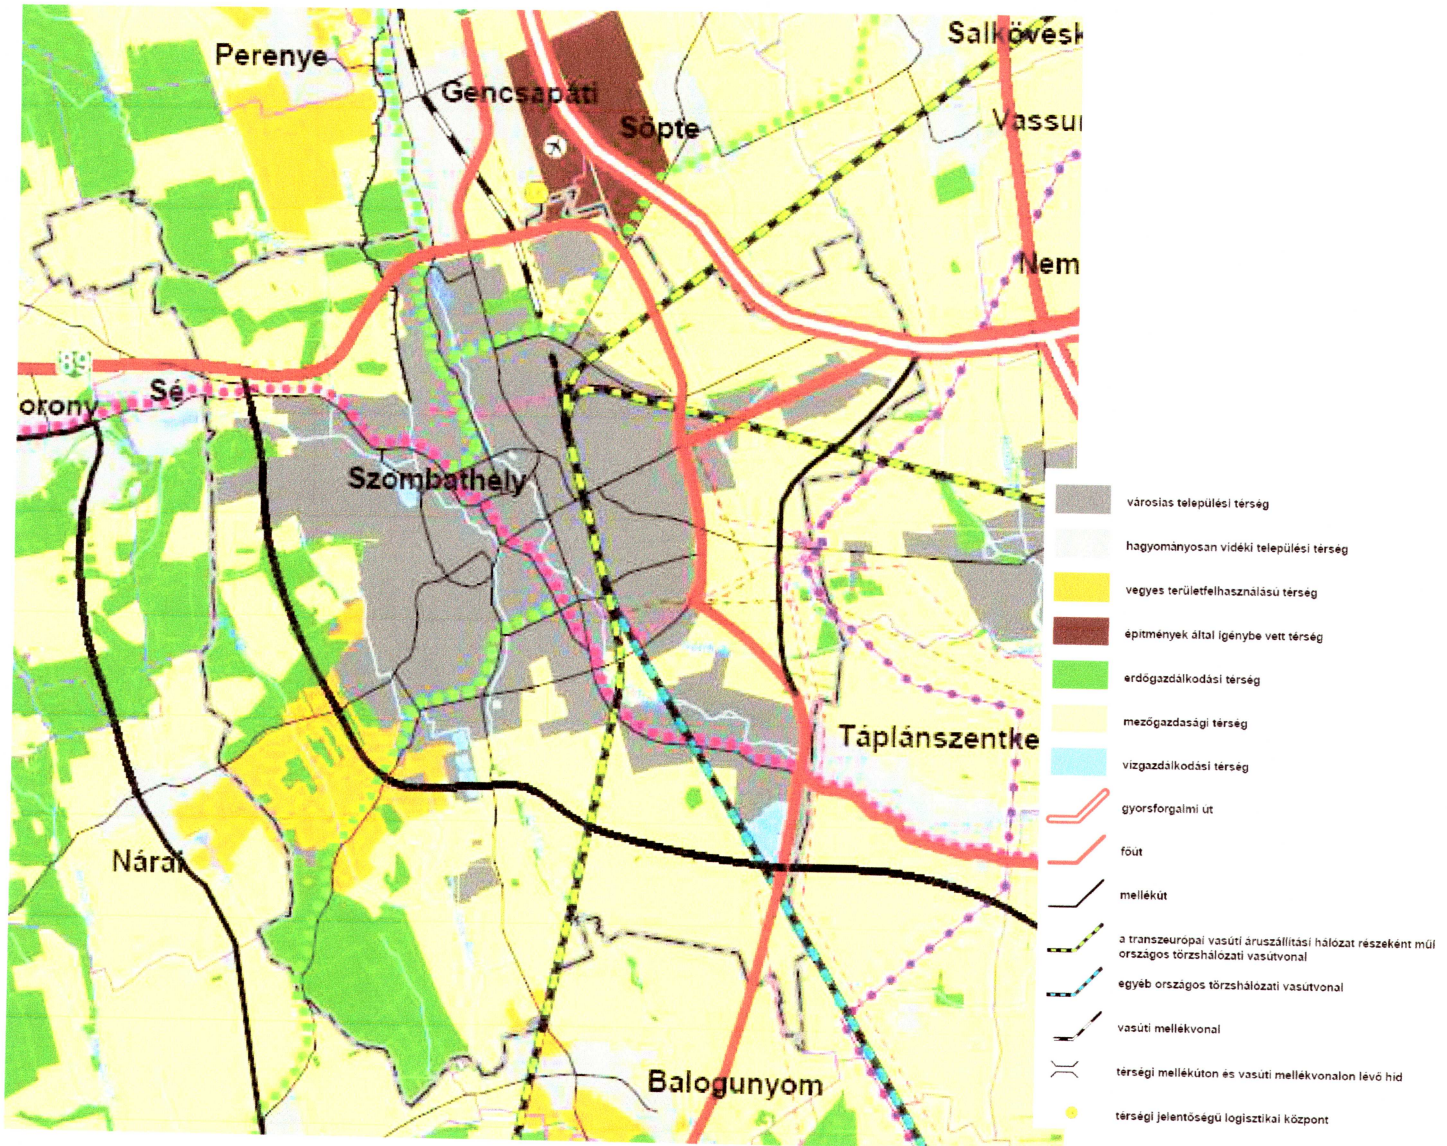 Salkövesk
Perenye
Gencsapáti
Söpte
Vassur
Nem
89
Sé
orony
Szombathely
Táplánszentke
Nárai
Balogunyom
városias települési térség
hagyományosan vidéki települési térség
vegyes területfelhasználású térség
építmények által igénybe vett térség
erdőgazdálkodási térség
mezőgazdasági térség
vízgazdálkodási térség
gyorsforgalmi út
főút
mellékút
a transzeurópai vasúti áruszállítási hálózat részeként mül
országos törzshálózati vasútvonal
egyéb országos törzshálózati vasútvonal
vasúti mellékvonal
térségi mellékúton és vasúti mellékvonalon lévő híd
térségi jelentőségű logisztikai központ